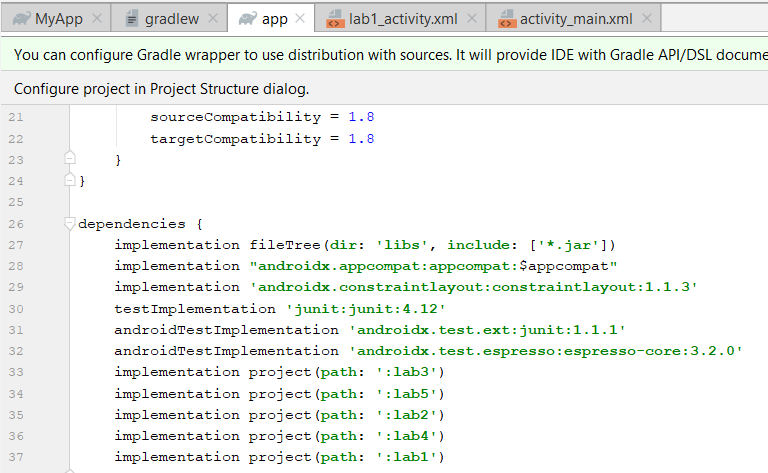 MyApp gradlew app lab1_activity.xml activity_main.xml
You can configure Gradle wrapper to use distribution with sources. It will provide IDE with Gradle API/DSL docume
Configure project in Project Structure dialog.
21 sourceCompatibility = 1.8
22 targetCompatibility = 1.8
23 }
24 }
25
26 dependencies {
27 implementation fileTree(dir: 'libs', include: ['*.jar'])
28 implementation "androidx.appcompat:appcompat:$appcompat"
29 implementation 'androidx.constraintlayout:constraintlayout:1.1.3'
30 testImplementation 'junit:junit:4.12'
31 androidTestImplementation 'androidx.test.ext:junit:1.1.1'
32 androidTestImplementation 'androidx.test.espresso:espresso-core:3.2.0'
33 implementation project(path: ':lab3')
34 implementation project(path: ':lab5')
35 implementation project(path: ':lab2')
36 implementation project(path: ':lab4')
37 implementation project(path: ':lab1')